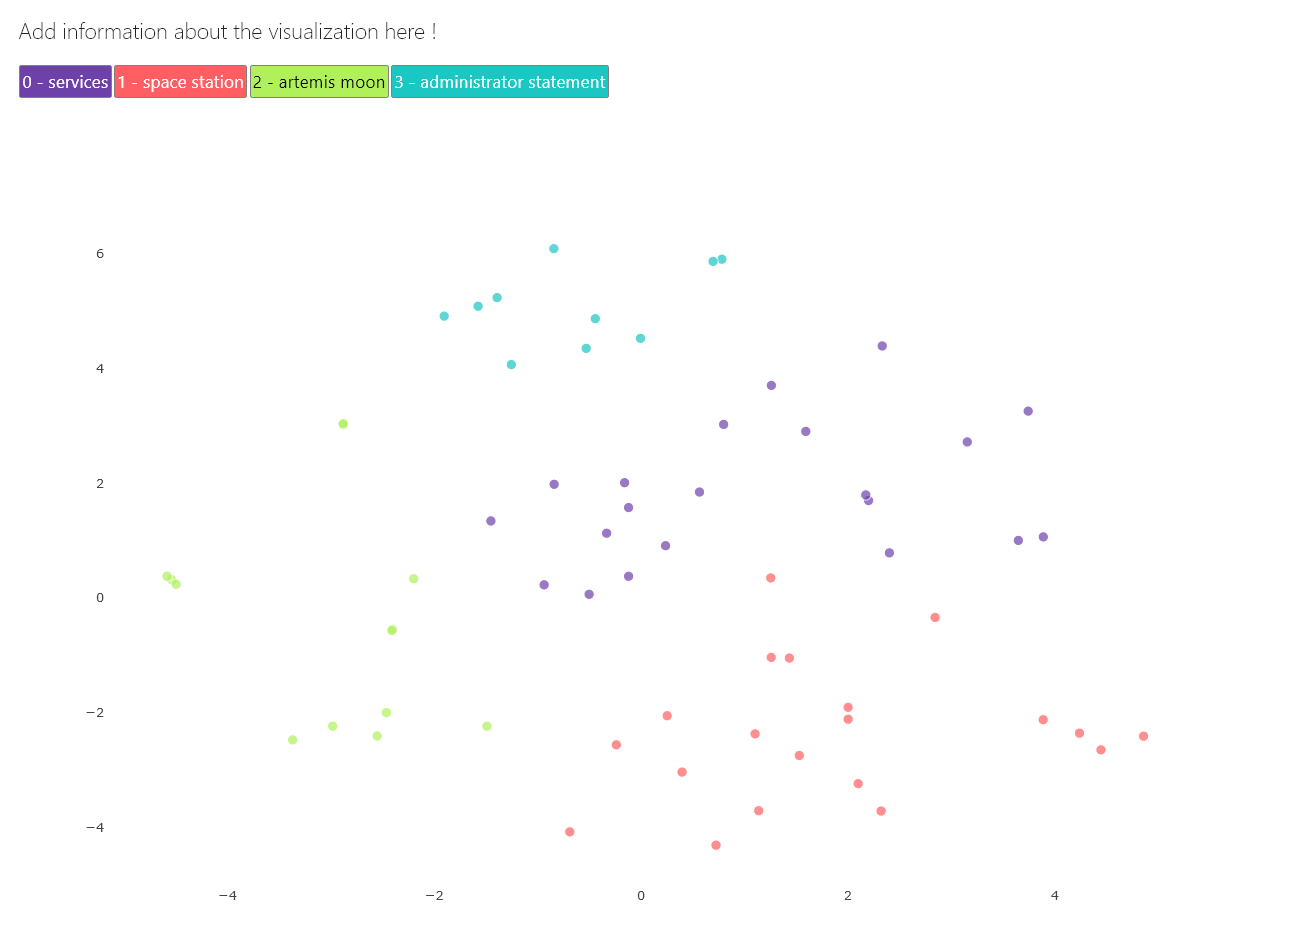 Add information about the visualization here !
0 - services 1 - space station 2 - artemis moon 3 - administrator statement
6
4
2
0
−2
−4
−4 −2 0 2 4